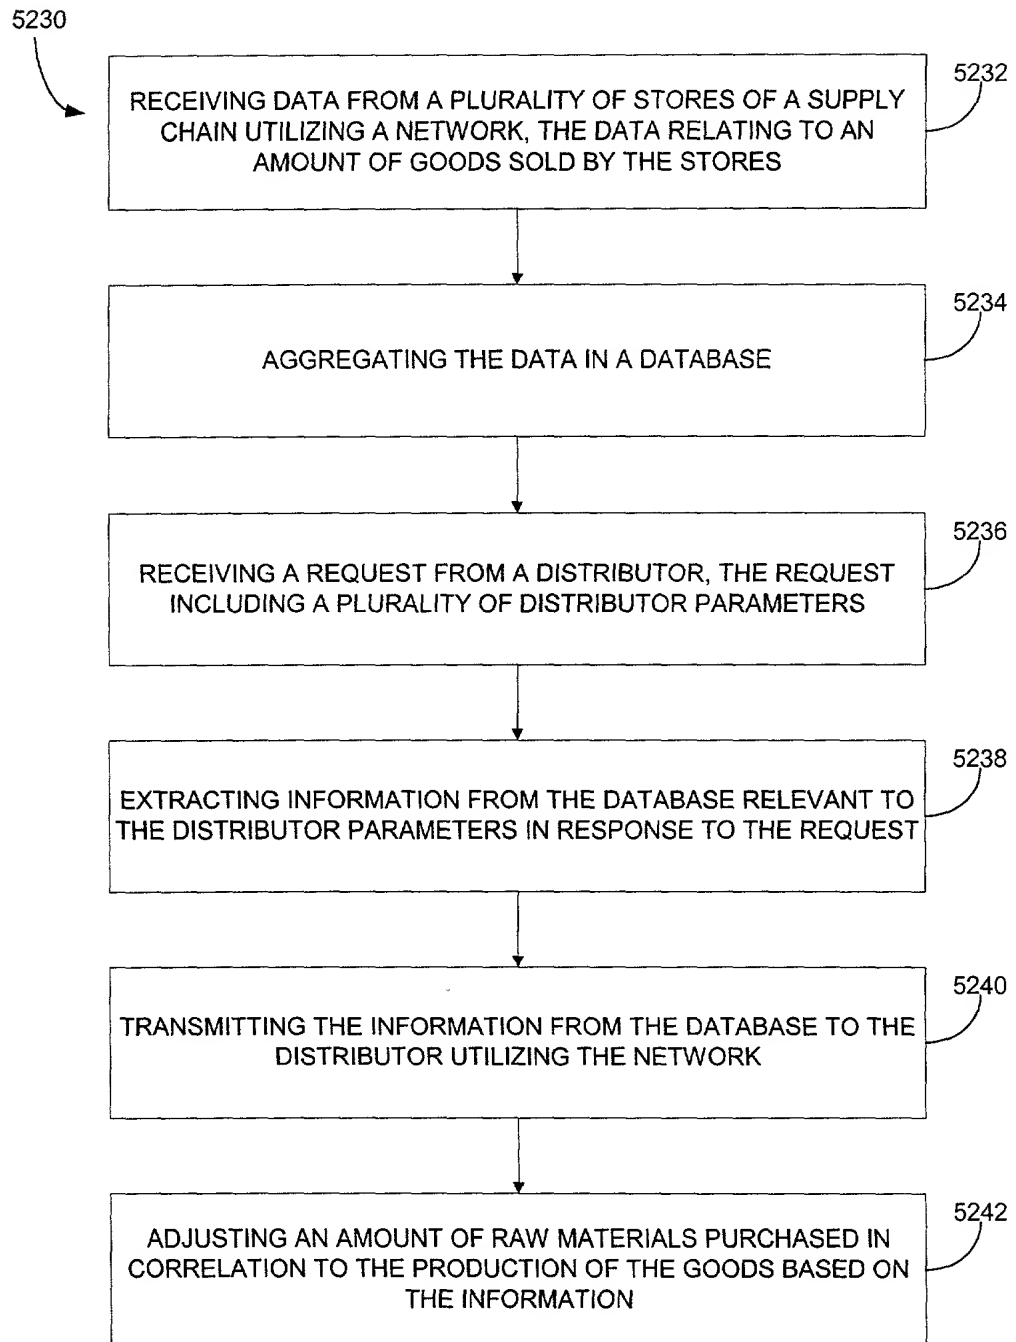 5230
5232
RECEIVING DATA FROM A PLURALITY OF STORES OF A SUPPLY
CHAIN UTILIZING A NETWORK, THE DATA RELATING TO AN
AMOUNT OF GOODS SOLD BY THE STORES
5234
AGGREGATING THE DATA IN A DATABASE
5236
RECEIVING A REQUEST FROM A DISTRIBUTOR, THE REQUEST
INCLUDING A PLURALITY OF DISTRIBUTOR PARAMETERS
5238
EXTRACTING INFORMATION FROM THE DATABASE RELEVANT TO
THE DISTRIBUTOR PARAMETERS IN RESPONSE TO THE REQUEST
5240
TRANSMITTING THE INFORMATION FROM THE DATABASE TO THE
DISTRIBUTOR UTILIZING THE NETWORK
5242
ADJUSTING AN AMOUNT OF RAW MATERIALS PURCHASED IN
CORRELATION TO THE PRODUCTION OF THE GOODS BASED ON
THE INFORMATION